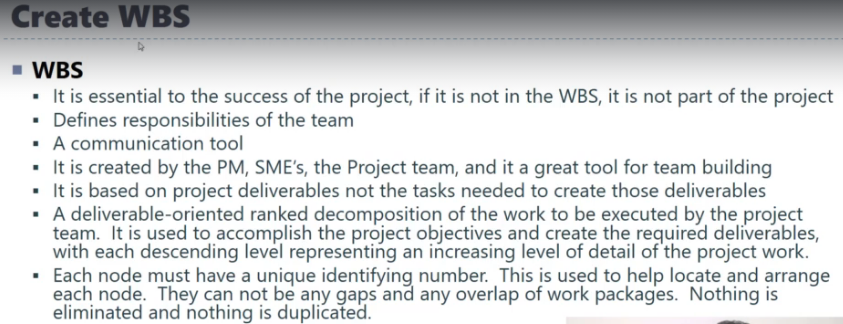 Create WBS
WBS
It is essential to the success of the project, if it is not in the WBS, it is not part of the project
Defines responsibilities of the team
A communication tool
It is created by the PM, SME's, the Project team, and it a great tool for team building
It is based on project deliverables not the tasks needed to create those deliverables
A deliverable-oriented ranked decomposition of the work to be executed by the project
team.  It is used to accomplish the project objectives and create the required deliverables,
with each descending level representing an increasing level of detail of the project work.
Each node must have a unique identifying number.  This is used to help locate and arrange
each node.  They can not be any gaps and any overlap of work packages.  Nothing is
eliminated and nothing is duplicated.